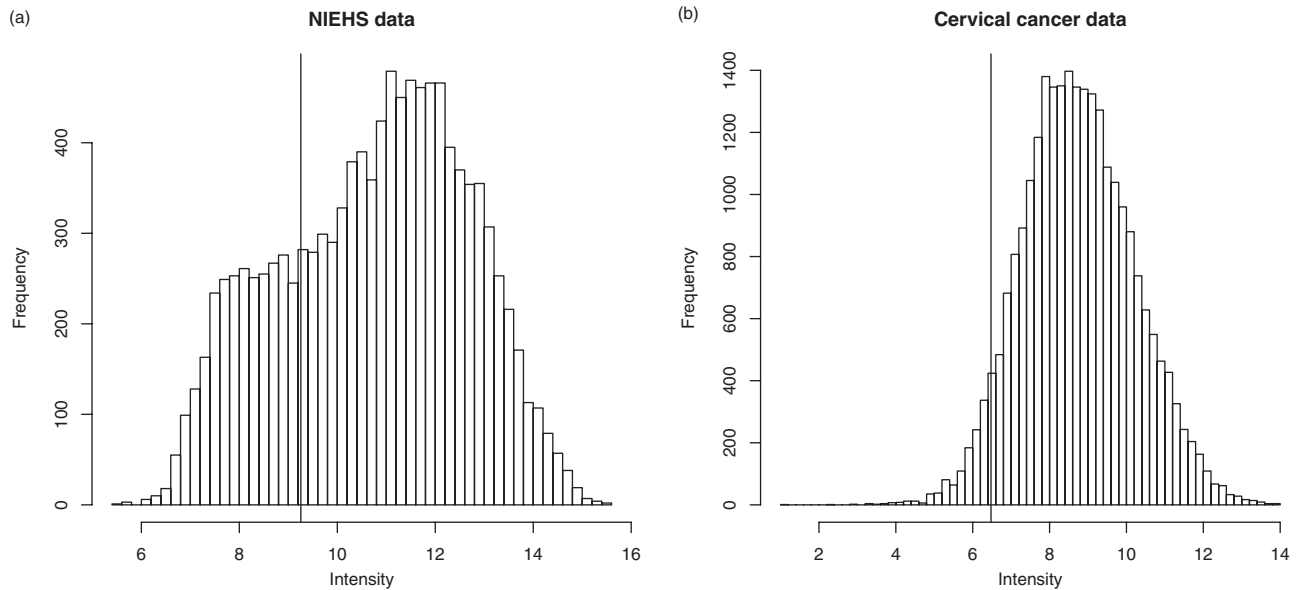 (a)
NIEHS data
Frequency
0
100
200
300
400
6 8 10 12 14 16
Intensity
(b)
Cervical cancer data
Frequency
0
200
400
600
800
1000
1200
1400
2 4 6 8 10 12 14
Intensity